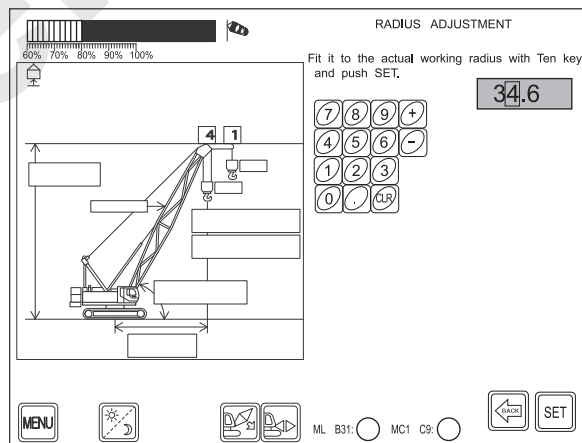 RADIUS ADJUSTMENT
60% 70% 80% 90% 100%
Fit it to the actual working radius with Ten key
and push SET.
34.6
7 8 9 +
4 5 6 -
1 2 3
0 . CLR
4 1
MENU
ML B31: MC1 C9:
BACK
SET